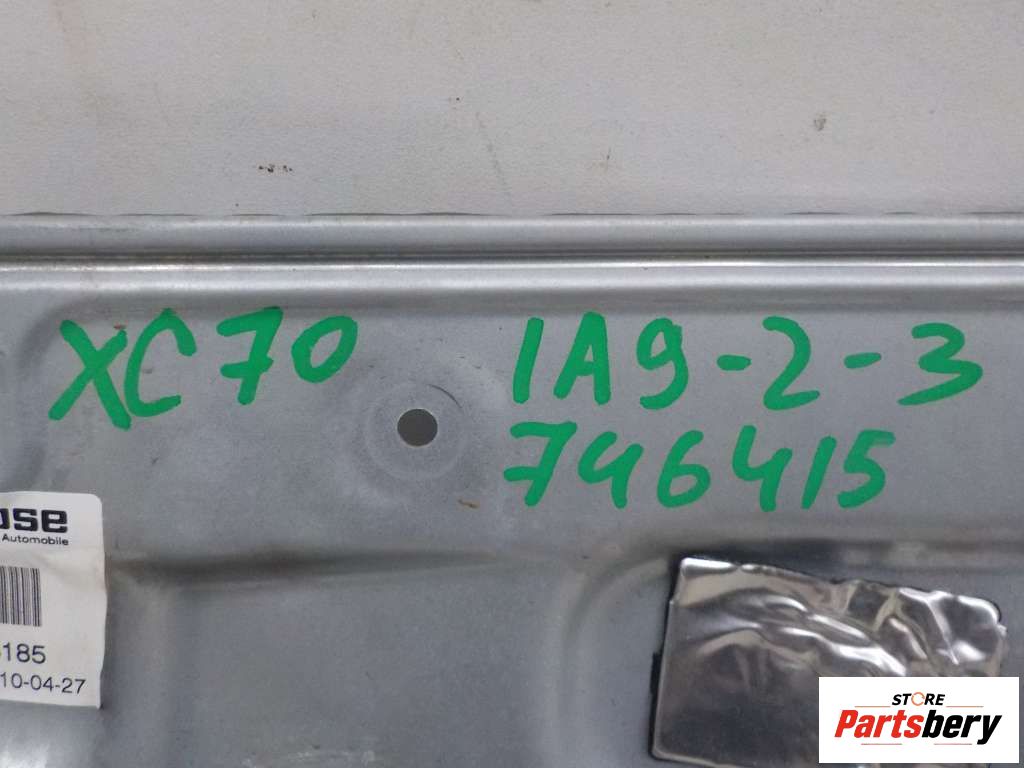 XC70
1A9-2-3
746415
ose
Automobile
185
10-04-27
STORE
Partsbery